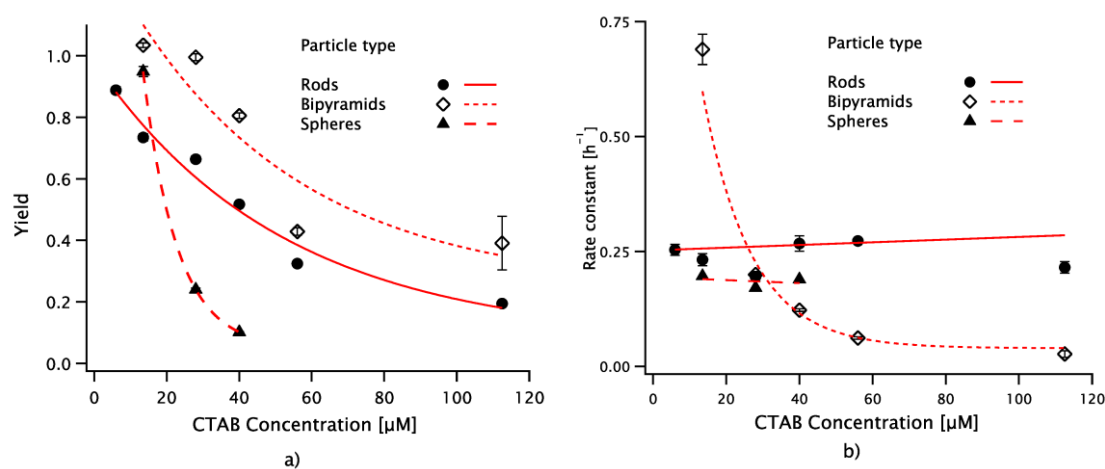 1.0
0.8
0.6
0.4
0.2
0.0
Yield
Particle type
Rods
Bipyramids
Spheres
0 20 40 60 80 100 120
CTAB Concentration [µM]
a)
0.75
0.50
0.25
0.00
Rate constant [h⁻¹]
Particle type
Rods
Bipyramids
Spheres
0 20 40 60 80 100 120
CTAB Concentration [µM]
b)